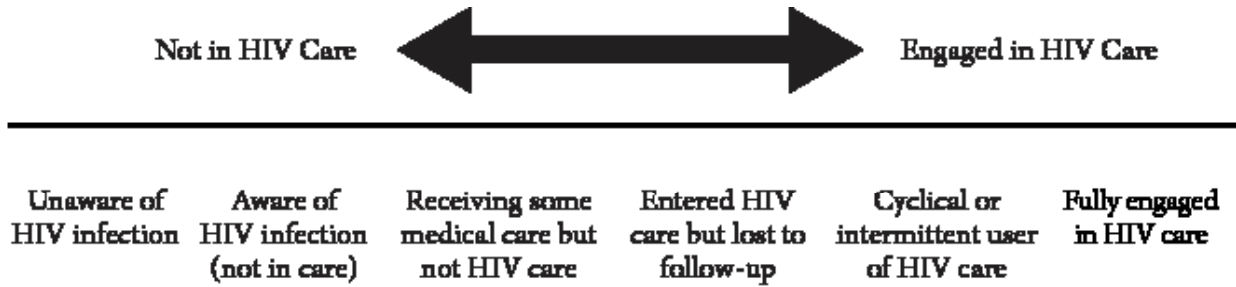 Not in HIV Care
Engaged in HIV Care
Unaware of
HIV infection
Aware of
HIV infection
(not in care)
Receiving some
medical care but
not HIV care
Entered HIV
care but lost to
follow-up
Cyclical or
intermittent user
of HIV care
Fully engaged
in HIV care